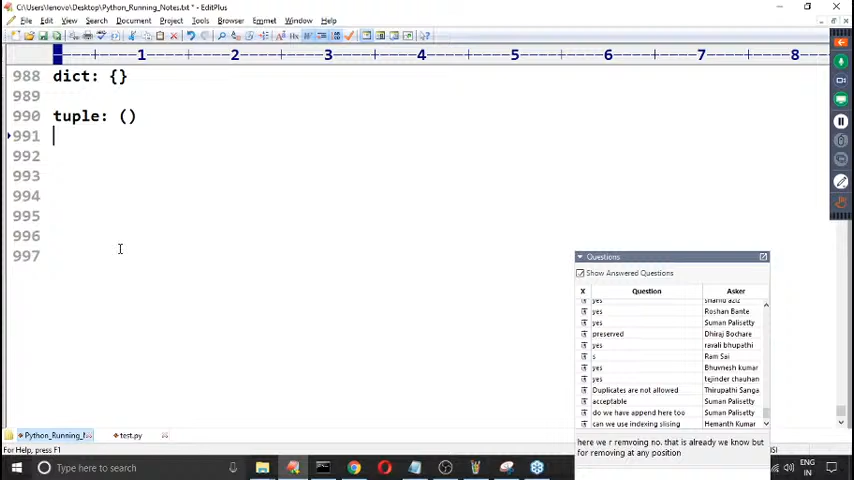 C:\Users\lenovo\Desktop\Python_Running_Notes.txt * - EditPlus
File Edit View Search Document Project Tools Browser Emmet Window Help
1 2 3 4 5 6 7 8
988 dict: {}
989
990 tuple: ()
991
992
993
994
995
996
997
Questions
Show Answered Questions
X Question Asker
yes shamd aziz
yes Roshan Bante
yes Suman Palisetty
preserved Dhiraj Bochare
yes ravali bhupathi
s Ram Sai
yes Bhuvnesh kumar
yes tejinder chauhan
Duplicates are not allowed Thirupathi Sanga
acceptable Suman Palisetty
do we have append here too Suman Palisetty
can we use indexing slising Hemanth Kumar
here we r remvoing no. that is already we know but
for removing at any position
Python_Running_N test.py
For Help, press F1
Type here to search
ENG
IN